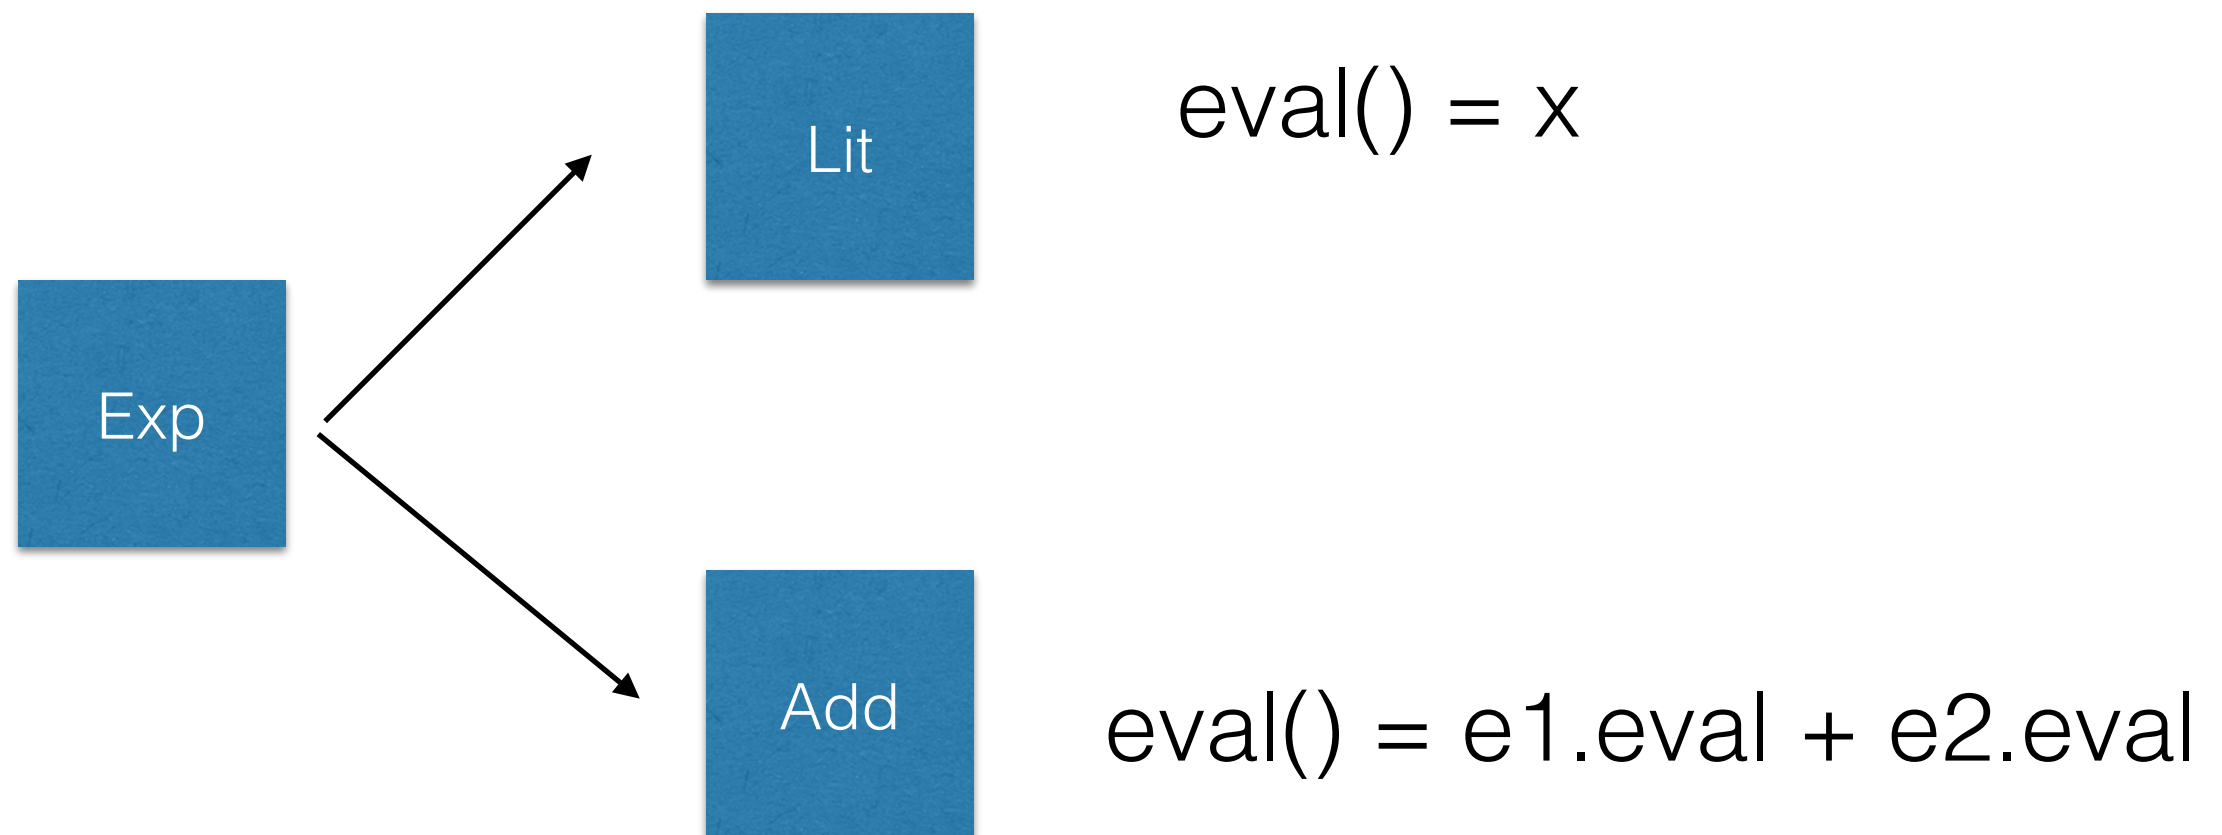 Lit
eval() = x
Exp
Add
eval() = e1.eval + e2.eval